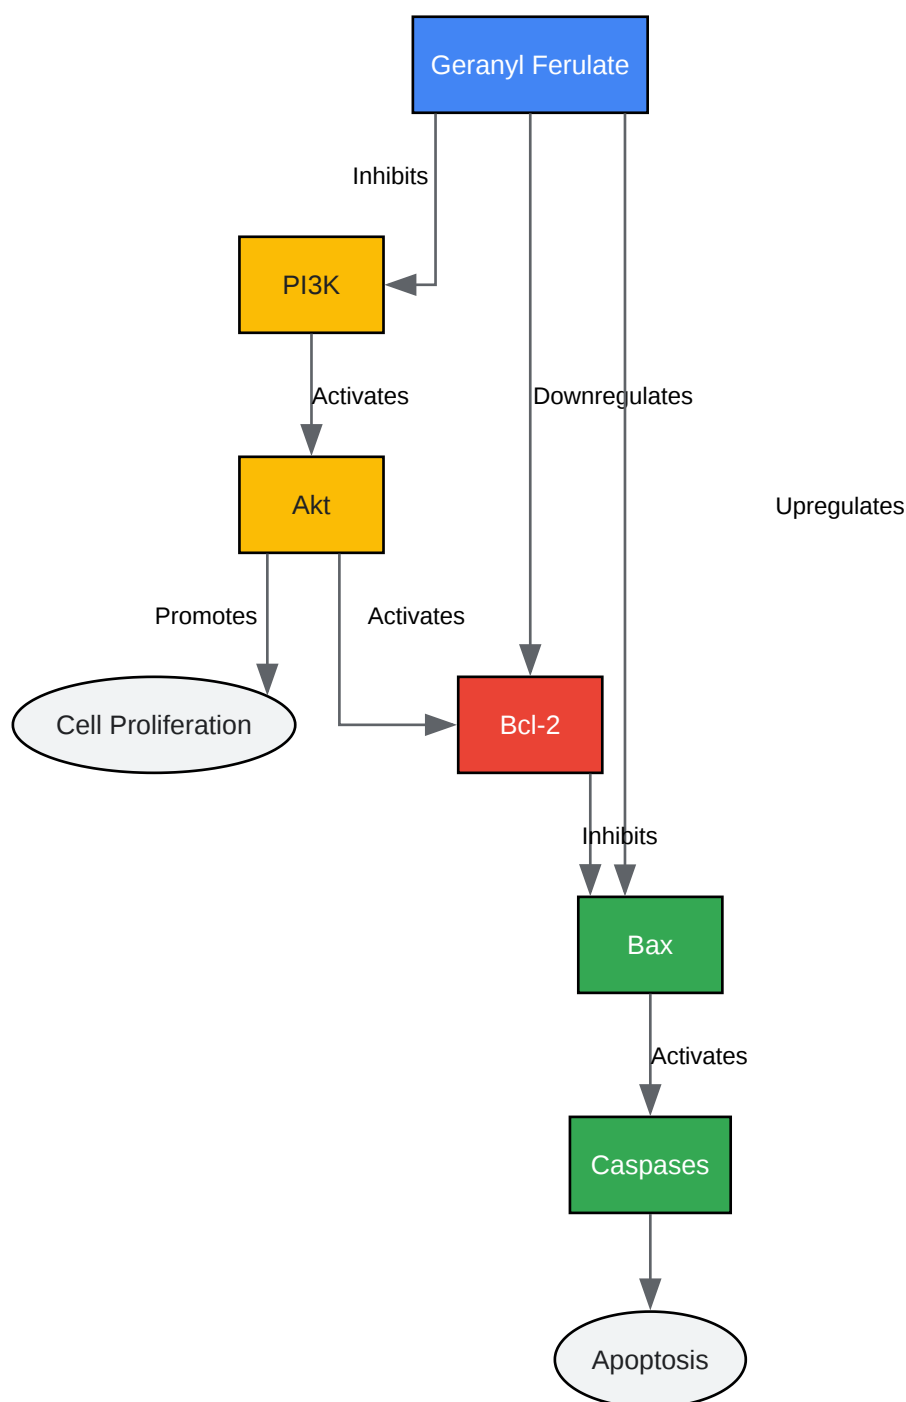 Geranyl Ferulate
Inhibits
PI3K
Activates
Downregulates
Akt
Upregulates
Promotes
Activates
Cell Proliferation
Bcl-2
Inhibits
Bax
Activates
Caspases
Apoptosis